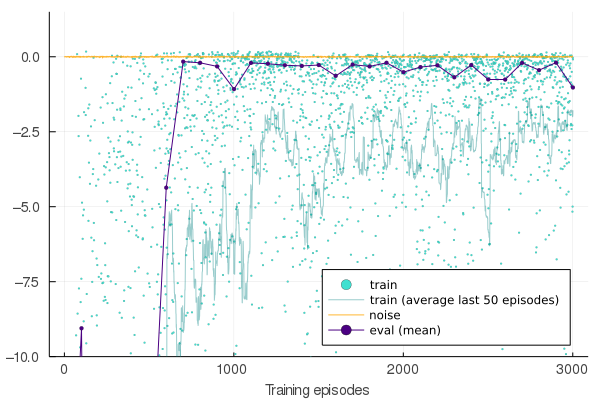 0.0
−2.5
−5.0
−7.5
−10.0
0 1000 2000 3000
Training episodes
train
train (average last 50 episodes)
noise
eval (mean)